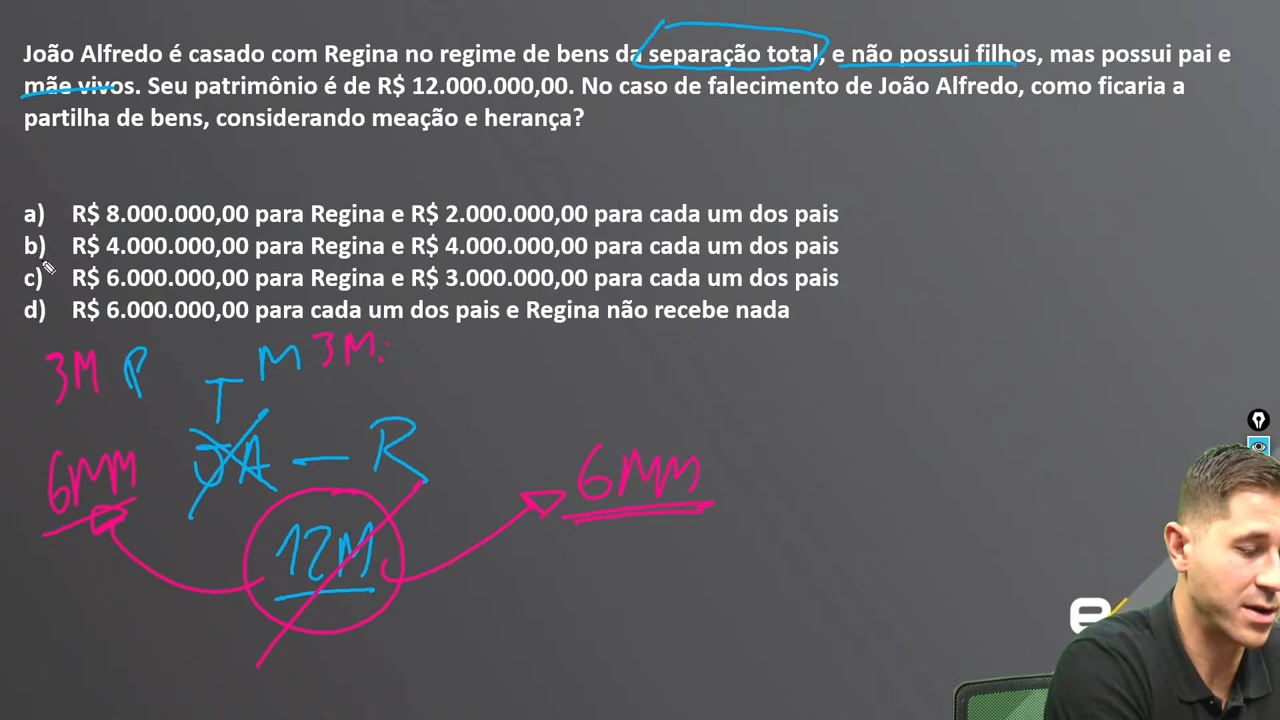 João Alfredo é casado com Regina no regime de bens da separação total, e não possui filhos, mas possui pai e
mãe vivos. Seu patrimônio é de R$ 12.000.000,00. No caso de falecimento de João Alfredo, como ficaria a
partilha de bens, considerando meação e herança?
a) R$ 8.000.000,00 para Regina e R$ 2.000.000,00 para cada um dos pais
b) R$ 4.000.000,00 para Regina e R$ 4.000.000,00 para cada um dos pais
c) R$ 6.000.000,00 para Regina e R$ 3.000.000,00 para cada um dos pais
d) R$ 6.000.000,00 para cada um dos pais e Regina não recebe nada
3M P M 3M.
6MM JA — R 6MM
12M
e